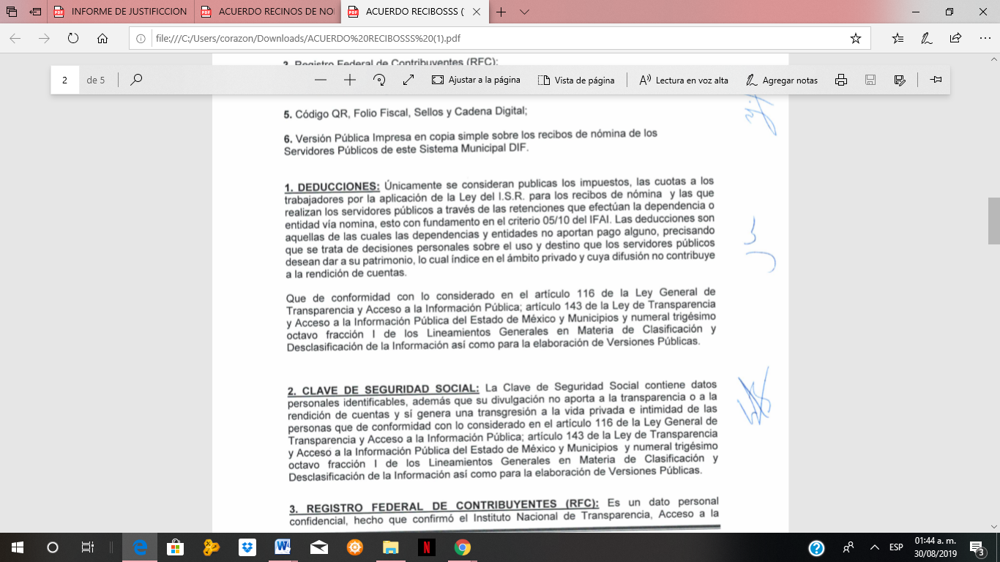 INFORME DE JUSTIFICCION
ACUERDO RECINOS DE NO
ACUERDO RECIBOSSS (
file:///C:/Users/corazon/Downloads/ACUERDO%20RECIBOSSS%20(1).pdf
3. Registro Federal de Contribuyentes (RFC);
2 de 5
Ajustar a la página
Vista de página
Lectura en voz alta
Agregar notas
5. Código QR, Folio Fiscal, Sellos y Cadena Digital;
6. Versión Pública Impresa en copia simple sobre los recibos de nómina de los
Servidores Públicos de este Sistema Municipal DIF.
1. DEDUCCIONES: Únicamente se consideran publicas los impuestos, las cuotas a los
trabajadores por la aplicación de la Ley del I.S.R. para los recibos de nómina y las que
realizan los servidores públicos a través de las retenciones que efectúan la dependencia o
entidad vía nomina, esto con fundamento en el criterio 05/10 del IFAI. Las deducciones son
aquellas de las cuales las dependencias y entidades no aportan pago alguno, precisando
que se trata de decisiones personales sobre el uso y destino que los servidores públicos
desean dar a su patrimonio, lo cual índice en el ámbito privado y cuya difusión no contribuye
a la rendición de cuentas.
Que de conformidad con lo considerado en el artículo 116 de la Ley General de
Transparencia y Acceso a la Información Pública; artículo 143 de la Ley de Transparencia
y Acceso a la Información Pública del Estado de México y Municipios y numeral trigésimo
octavo fracción I de los Lineamientos Generales en Materia de Clasificación y
Desclasificación de la Información así como para la elaboración de Versiones Públicas.
2. CLAVE DE SEGURIDAD SOCIAL: La Clave de Seguridad Social contiene datos
personales identificables, además que su divulgación no aporta a la transparencia o a la
rendición de cuentas y sí genera una transgresión a la vida privada e intimidad de las
personas que de conformidad con lo considerado en el artículo 116 de la Ley General de
Transparencia y Acceso a la Información Pública; artículo 143 de la Ley de Transparencia
y Acceso a la Información Pública del Estado de México y Municipios y numeral trigésimo
octavo fracción I de los Lineamientos Generales en Materia de Clasificación y
Desclasificación de la Información así como para la elaboración de Versiones Públicas.
3. REGISTRO FEDERAL DE CONTRIBUYENTES (RFC): Es un dato personal
confidencial, hecho que confirmó el Instituto Nacional de Transparencia, Acceso a la
ESP
01:44 a. m.
30/08/2019
3